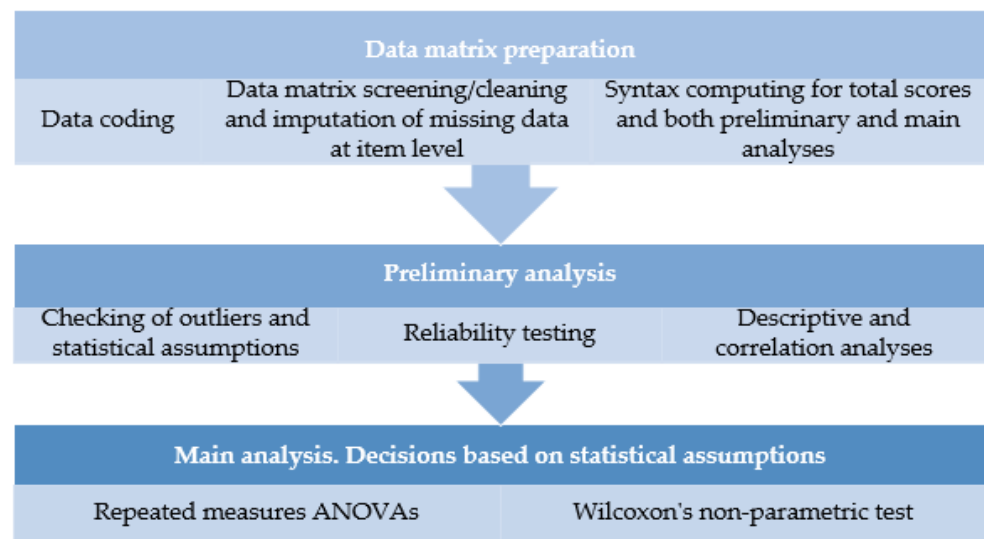 Data matrix preparation
Data coding
Data matrix screening/cleaning
and imputation of missing data
at item level
Syntax computing for total scores
and both preliminary and main
analyses
Preliminary analysis
Checking of outliers and
statistical assumptions
Reliability testing
Descriptive and
correlation analyses
Main analysis. Decisions based on statistical assumptions
Repeated measures ANOVAs
Wilcoxon's non-parametric test